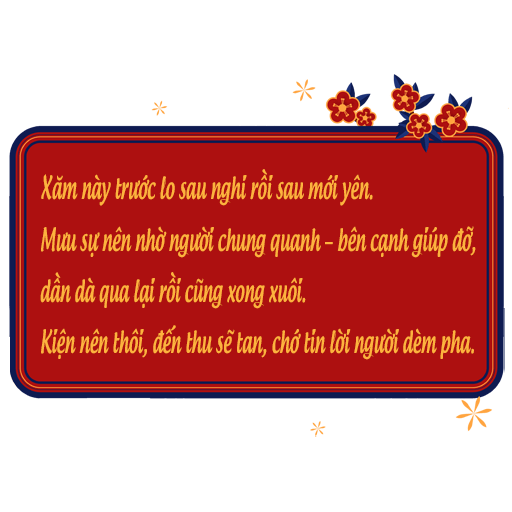 Xăm này trước lo sau nghi rồi sau mới yên.
Mưu sự nên nhờ người chung quanh – bên cạnh giúp đỡ,
dần dà qua lại rồi cũng xong xuôi.
Kiện nên thôi, đến thu sẽ tan, chớ tin lời người dèm pha.